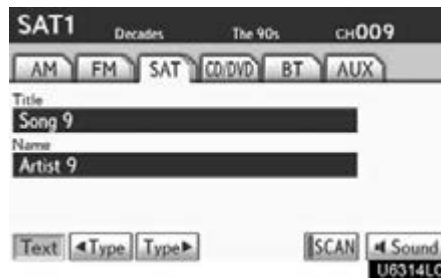 SAT1 Decades The 90s CH009
AM FM SAT CD/DVD BT AUX
Title
Song 9
Name
Artist 9
Text ◀Type Type▶ SCAN Sound
U6314LC